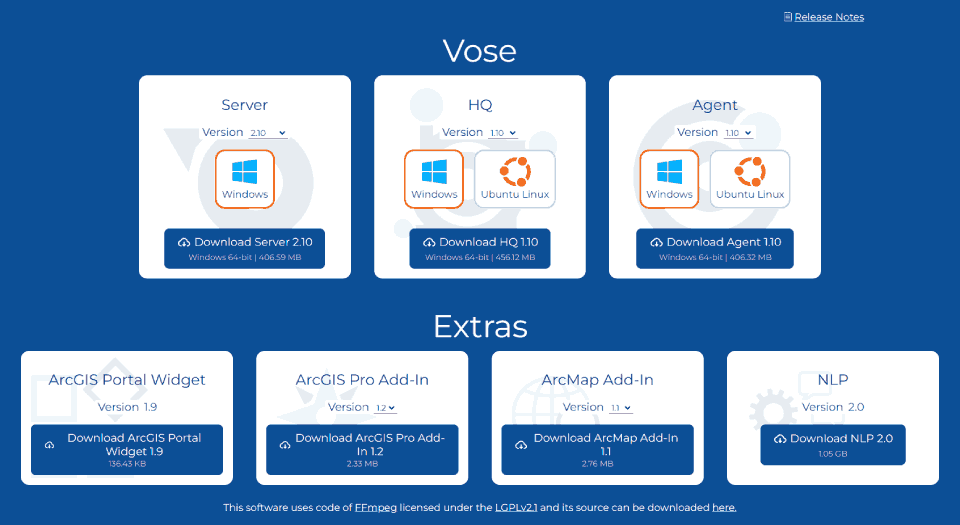 Release Notes
Vose
Server
Version 2.10
Windows
Download Server 2.10
Windows 64-bit | 406.59 MB
HQ
Version 1.10
Windows
Ubuntu Linux
Download HQ 1.10
Windows 64-bit | 456.12 MB
Agent
Version 1.10
Windows
Ubuntu Linux
Download Agent 1.10
Windows 64-bit | 406.32 MB
Extras
ArcGIS Portal Widget
Version 1.9
Download ArcGIS Portal
Widget 1.9
136.43 KB
ArcGIS Pro Add-In
Version 1.2
Download ArcGIS Pro Add-
In 1.2
2.33 MB
ArcMap Add-In
Version 1.1
Download ArcMap Add-In
1.1
2.76 MB
NLP
Version 2.0
Download NLP 2.0
1.05 GB
This software uses code of FFmpeg licensed under the LGPLv2.1 and its source can be downloaded here.